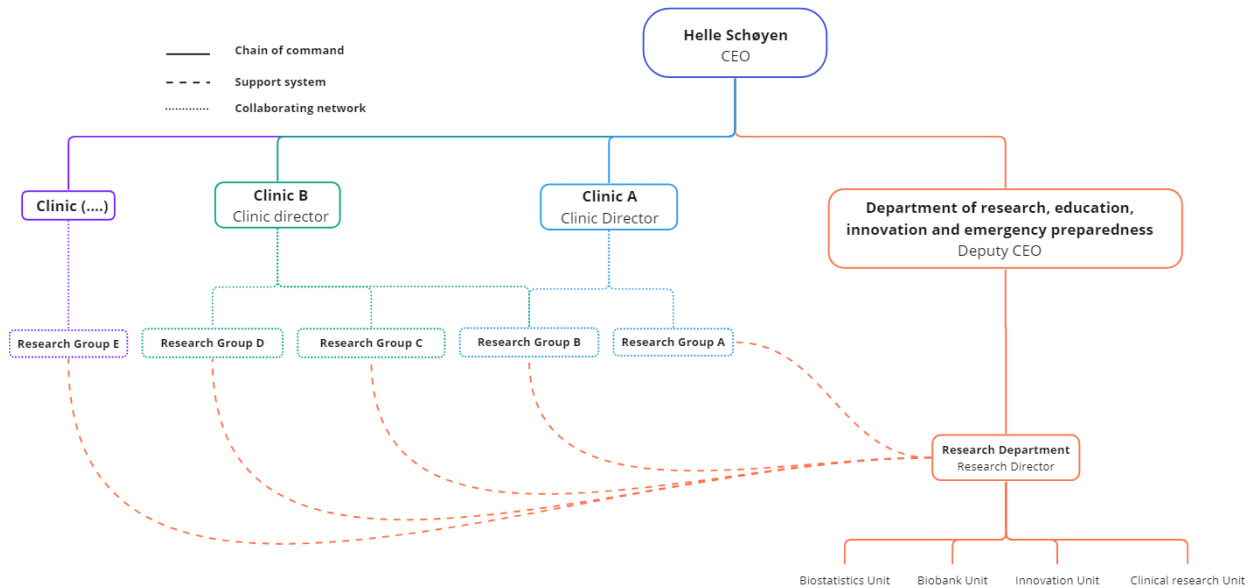 Helle Schøyen
CEO
Chain of command
Support system
Collaborating network
Clinic (....)
Clinic B
Clinic director
Clinic A
Clinic Director
Department of research, education,
innovation and emergency preparedness
Deputy CEO
Research Group E
Research Group D
Research Group C
Research Group B
Research Group A
Research Department
Research Director
Biostatistics Unit
Biobank Unit
Innovation Unit
Clinical research Unit